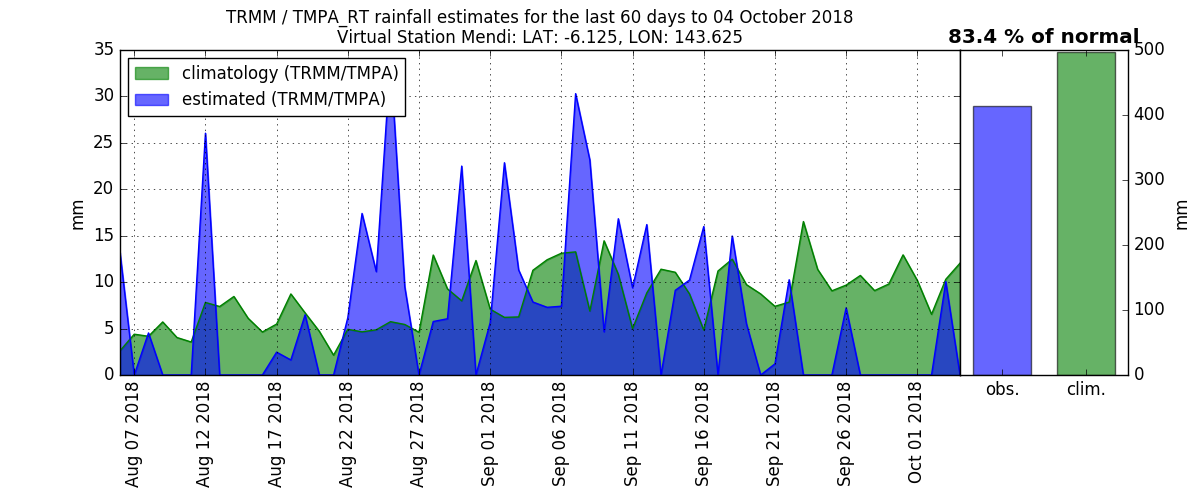 TRMM / TMPA_RT rainfall estimates for the last 60 days to 04 October 2018
Virtual Station Mendi: LAT: -6.125, LON: 143.625
83.4 % of normal
climatology (TRMM/TMPA)
estimated (TRMM/TMPA)
35
30
25
20
15
10
5
0
mm
Aug 07 2018
Aug 12 2018
Aug 17 2018
Aug 22 2018
Aug 27 2018
Sep 01 2018
Sep 06 2018
Sep 11 2018
Sep 16 2018
Sep 21 2018
Sep 26 2018
Oct 01 2018
obs.
clim.
500
400
300
200
100
0
mm